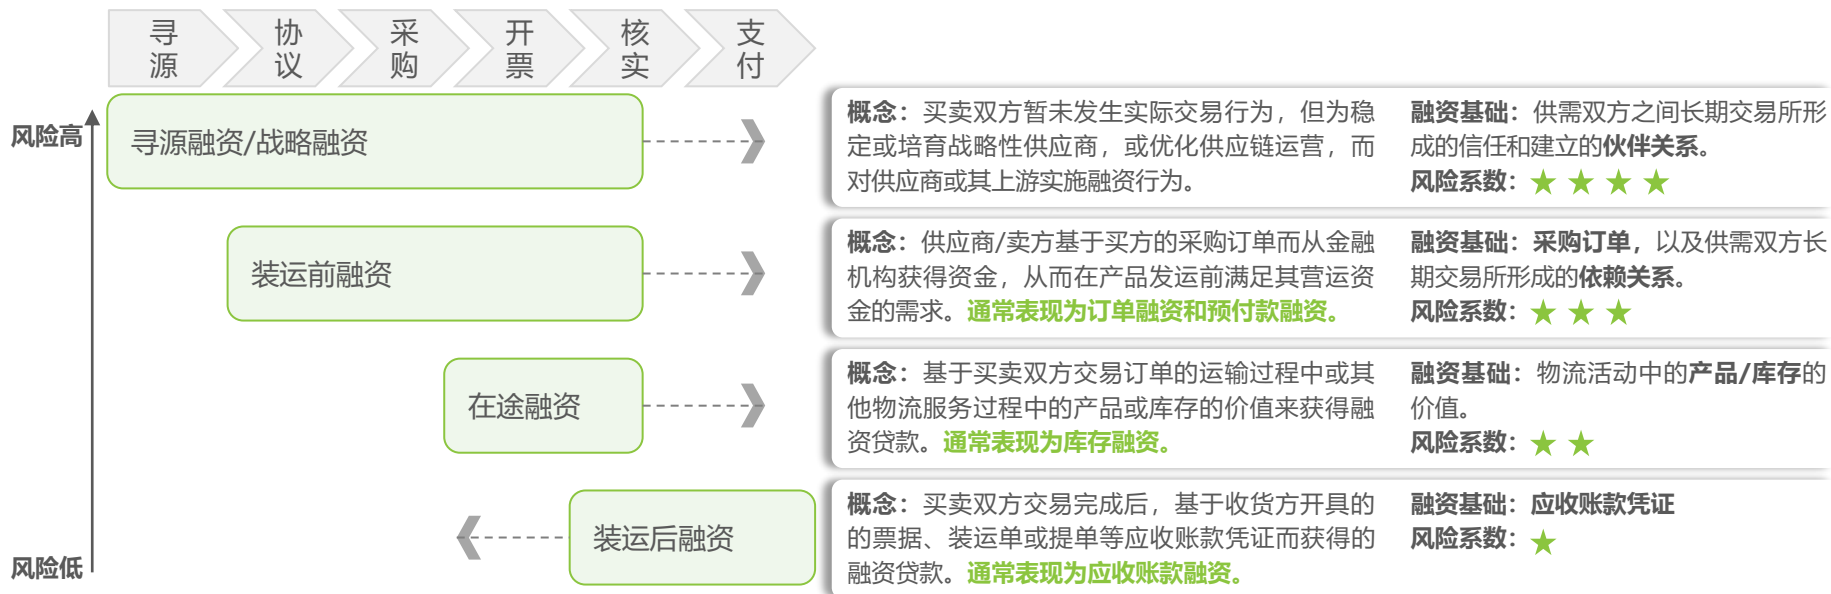 寻源
协议
采购
开票
核实
支付
风险高
寻源融资/战略融资
概念：买卖双方暂未发生实际交易行为，但为稳
定或培育战略性供应商，或优化供应链运营，而
对供应商或其上游实施融资行为。
融资基础：供需双方之间长期交易所形
成的信任和建立的伙伴关系。
风险系数：★ ★ ★ ★
装运前融资
概念：供应商/卖方基于买方的采购订单而从金融
机构获得资金，从而在产品发运前满足其营运资
金的需求。通常表现为订单融资和预付款融资。
融资基础：采购订单，以及供需双方长
期交易所形成的依赖关系。
风险系数：★ ★ ★
在途融资
概念：基于买卖双方交易订单的运输过程中或其
他物流服务过程中的产品或库存的价值来获得融
资贷款。通常表现为库存融资。
融资基础：物流活动中的产品/库存的
价值。
风险系数：★ ★
装运后融资
概念：买卖双方交易完成后，基于收货方开具的
的票据、装运单或提单等应收账款凭证而获得的
融资贷款。通常表现为应收账款融资。
融资基础：应收账款凭证
风险系数：★
风险低